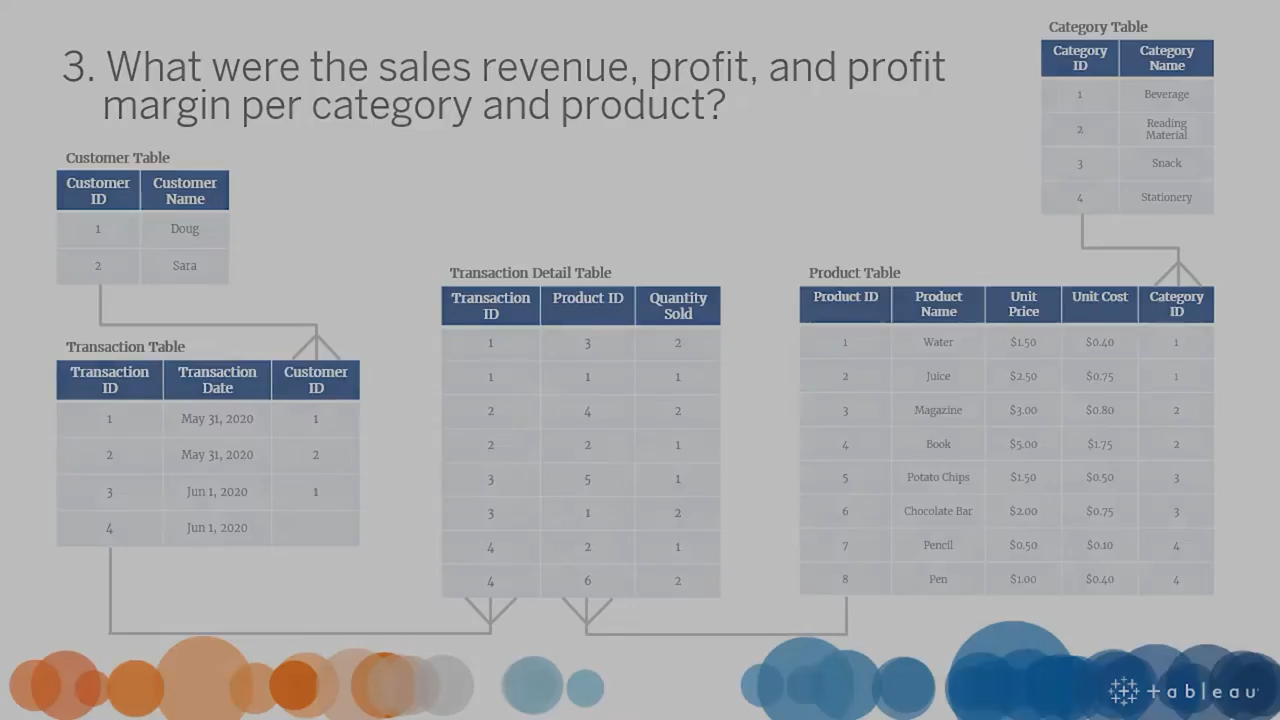 3. What were the sales revenue, profit, and profit
margin per category and product?
Category Table
Category ID Category Name
1 Beverage
2 Reading Material
3 Snack
4 Stationery
Customer Table
Customer ID Customer Name
1 Doug
2 Sara
Transaction Table
Transaction ID Transaction Date Customer ID
1 May 31, 2020 1
2 May 31, 2020 2
3 Jun 1, 2020 1
4 Jun 1, 2020
Transaction Detail Table
Transaction ID Product ID Quantity Sold
1 3 2
1 1 1
2 4 2
2 2 1
3 5 1
3 1 2
4 2 1
4 6 2
Product Table
Product ID Product Name Unit Price Unit Cost Category ID
1 Water $1.50 $0.40 1
2 Juice $2.50 $0.75 1
3 Magazine $3.00 $0.80 2
4 Book $5.00 $1.75 2
5 Potato Chips $1.50 $0.50 3
6 Chocolate Bar $2.00 $0.75 3
7 Pencil $0.50 $0.10 4
8 Pen $1.00 $0.40 4
tableau